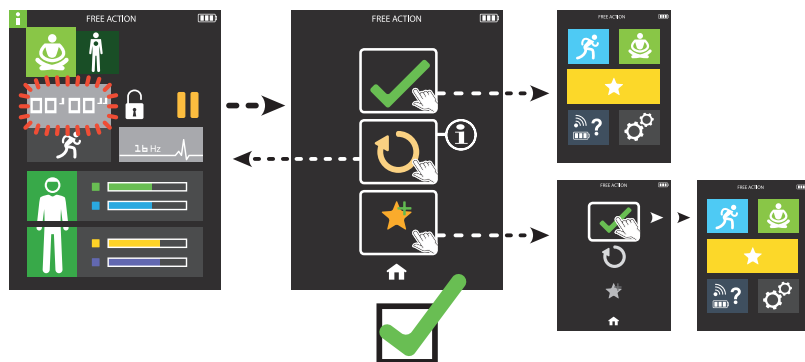 i FREE ACTION
00'00"
16 Hz
FREE ACTION
i
FREE ACTION
?
FREE ACTION
FREE ACTION
?